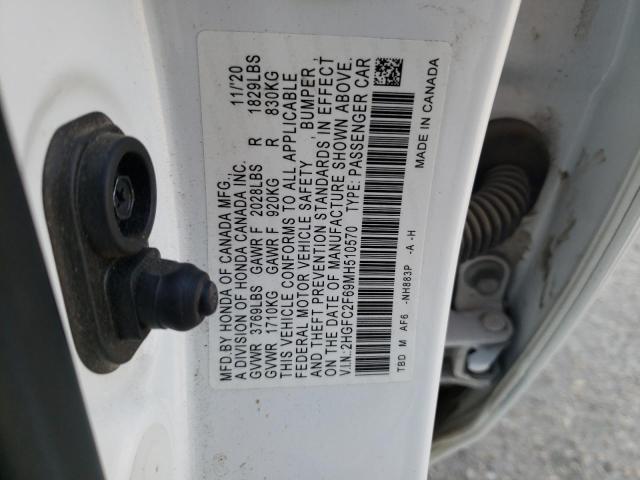 MFD. BY HONDA OF CANADA MFG.
A DIVISION OF HONDA CANADA INC. 11/20
GVWR 3769LBS GAWR F 2028LBS R 1829LBS
GVWR 1710KG GAWR F 920KG R 830KG
THIS VEHICLE CONFORMS TO ALL APPLICABLE
FEDERAL MOTOR VEHICLE SAFETY BUMPER,
AND THEFT PREVENTION STANDARDS IN EFFECT
ON THE DATE OF MANUFACTURE SHOWN ABOVE.
V.I.N.:2HGFC2F69MH510570 TYPE: PASSENGER CAR
TBD M AF6 -NH883P -A -H
MADE IN CANADA